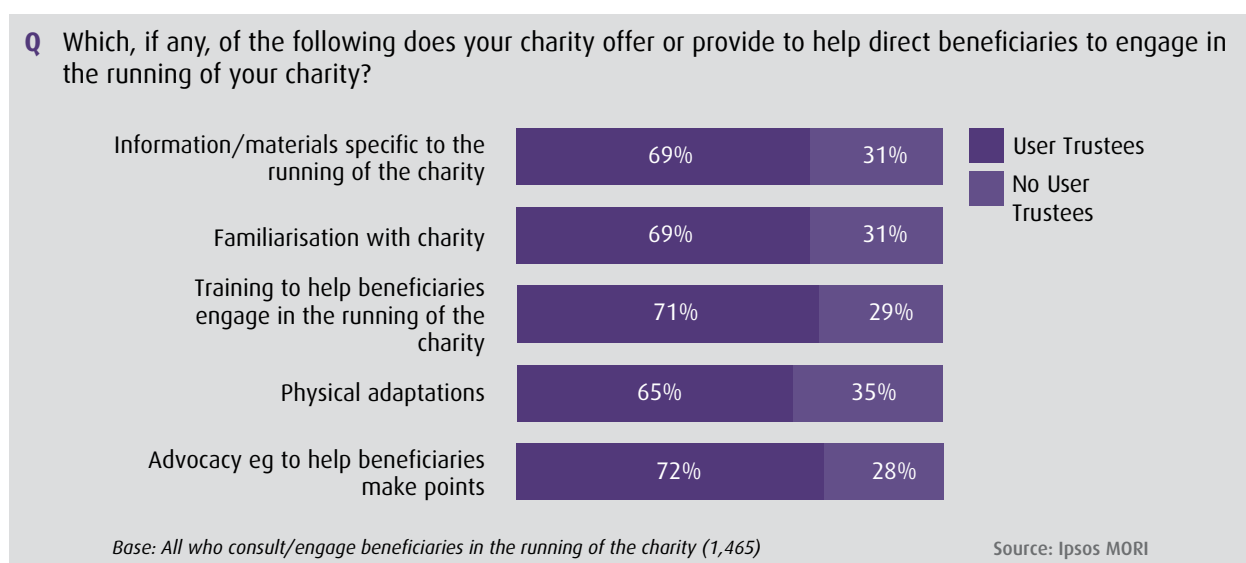 Q Which, if any, of the following does your charity offer or provide to help direct beneficiaries to engage in
the running of your charity?
Information/materials specific to the
running of the charity
69%
31%
User Trustees
No User
Trustees
Familiarisation with charity
69%
31%
Training to help beneficiaries
engage in the running of the
charity
71%
29%
Physical adaptations
65%
35%
Advocacy eg to help beneficiaries
make points
72%
28%
Base: All who consult/engage beneficiaries in the running of the charity (1,465)
Source: Ipsos MORI